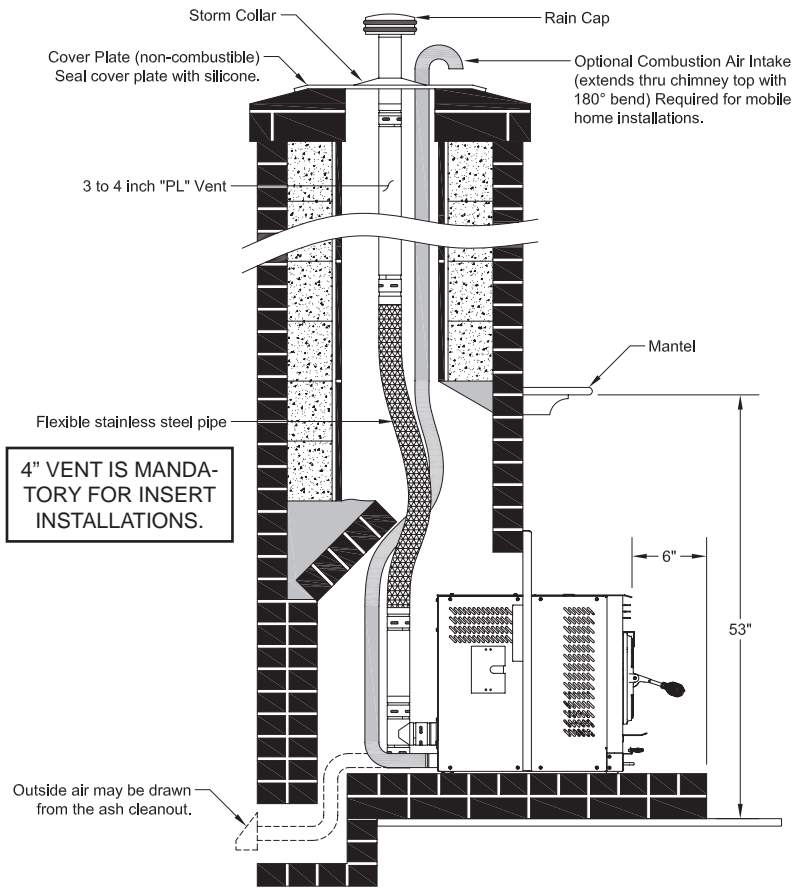 Storm Collar
Rain Cap
Cover Plate (non-combustible)
Seal cover plate with silicone.
Optional Combustion Air Intake
(extends thru chimney top with
180° bend) Required for mobile
home installations.
3 to 4 inch "PL" Vent
Mantel
Flexible stainless steel pipe
4” VENT IS MANDA-
TORY FOR INSERT
INSTALLATIONS.
6"
53"
Outside air may be drawn
from the ash cleanout.